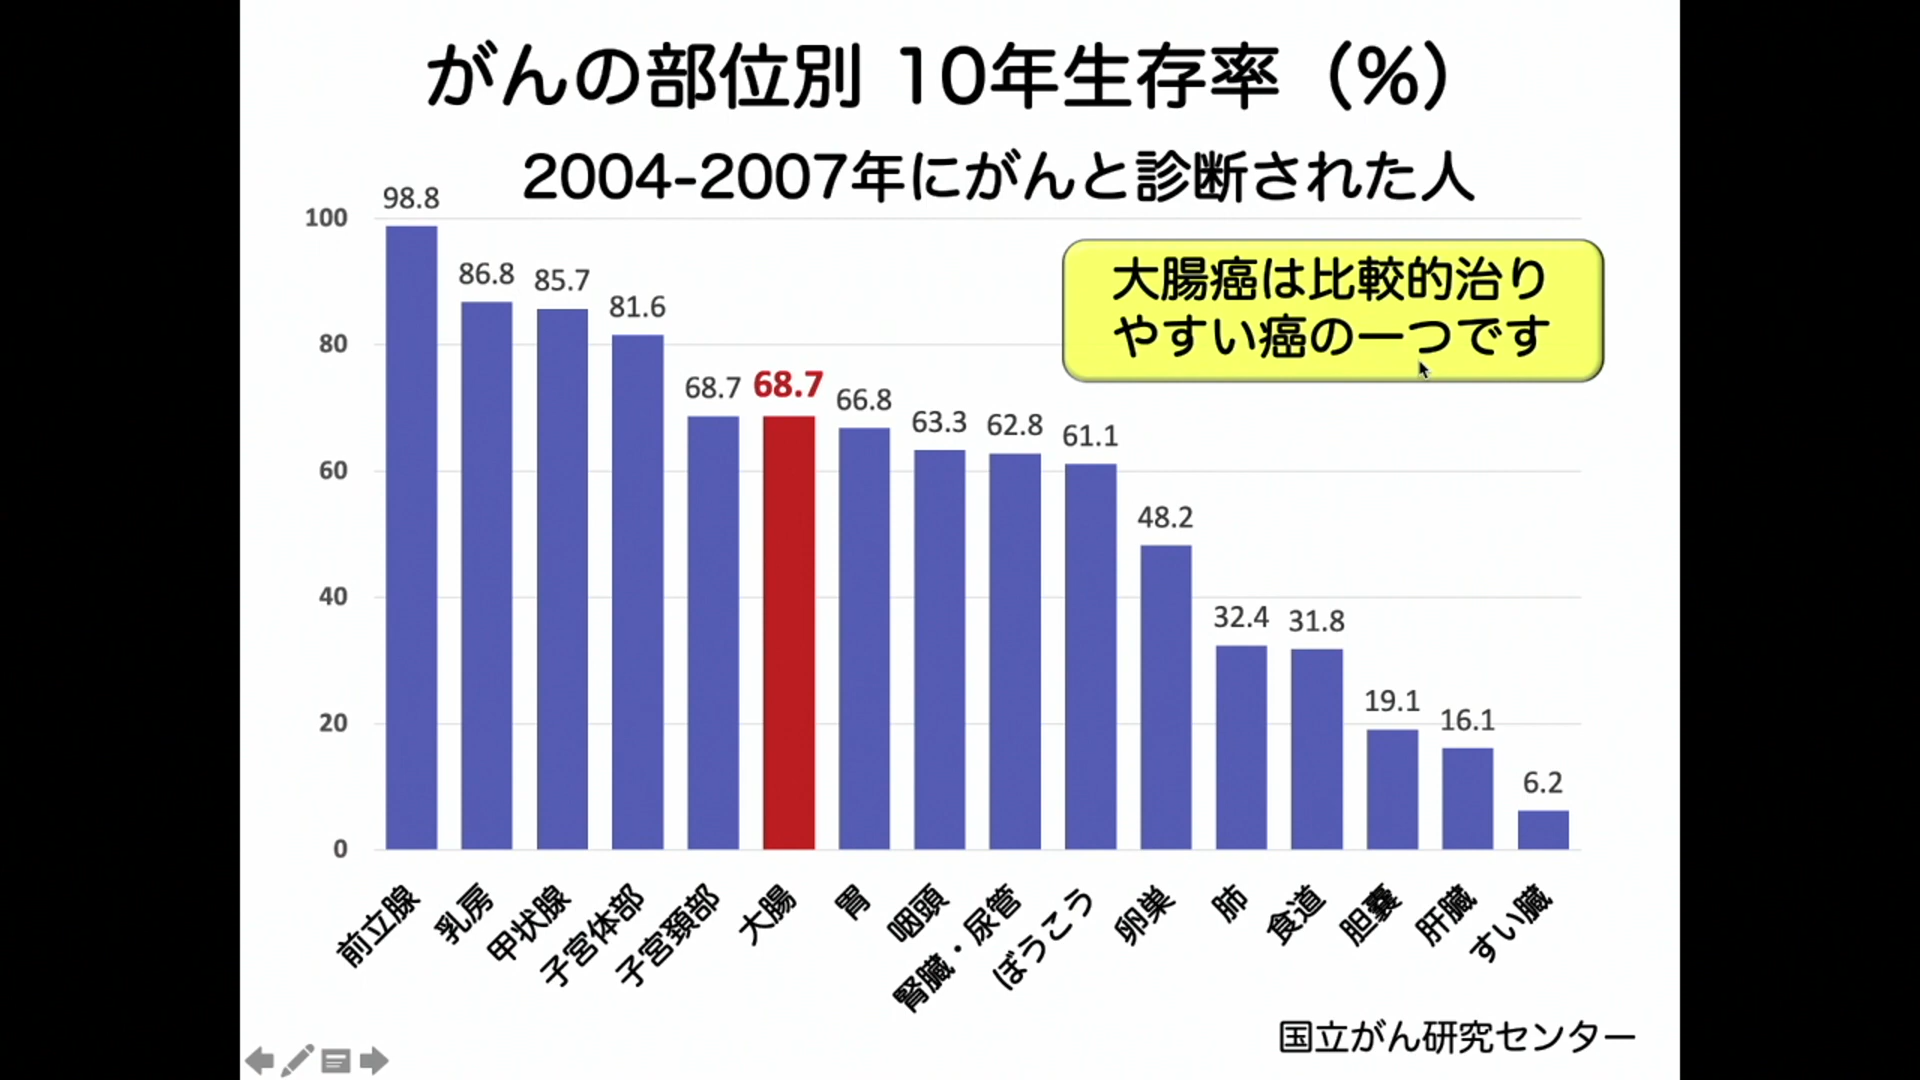 がんの部位別 10年生存率（%）
2004-2007年にがんと診断された人
大腸癌は比較的治り
やすい癌の一つです
100
80
60
40
20
0
98.8
86.8
85.7
81.6
68.7
68.7
66.8
63.3
62.8
61.1
48.2
32.4
31.8
19.1
16.1
6.2
前立腺
乳房
甲状腺
子宮体部
子宮頚部
大腸
胃
咽頭
腎臓・尿管
ぼうこう
卵巣
肺
食道
胆嚢
肝臓
すい臓
国立がん研究センター